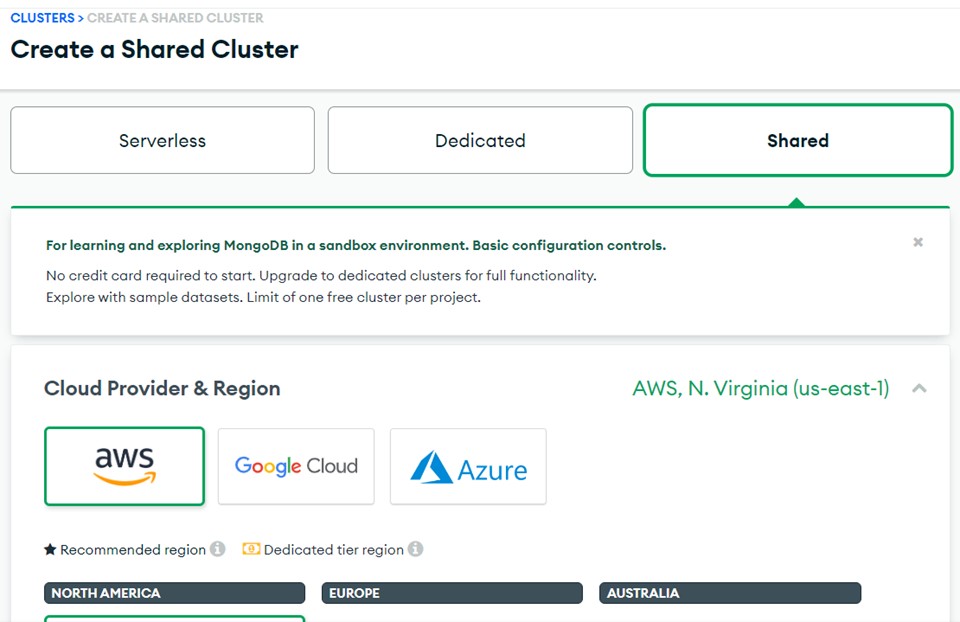 CLUSTERS > CREATE A SHARED CLUSTER
Create a Shared Cluster
Serverless
Dedicated
Shared
For learning and exploring MongoDB in a sandbox environment. Basic configuration controls.
No credit card required to start. Upgrade to dedicated clusters for full functionality.
Explore with sample datasets. Limit of one free cluster per project.
Cloud Provider & Region
AWS, N. Virginia (us-east-1)
aws
Google Cloud
Azure
Recommended region
Dedicated tier region
NORTH AMERICA
EUROPE
AUSTRALIA